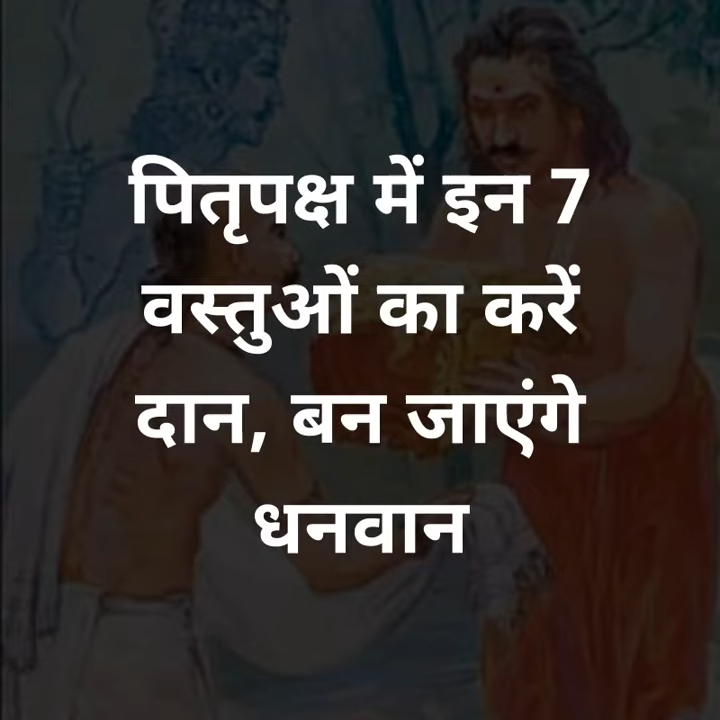 पितृपक्ष में इन 7
वस्तुओं का करें
दान, बन जाएंगे
धनवान